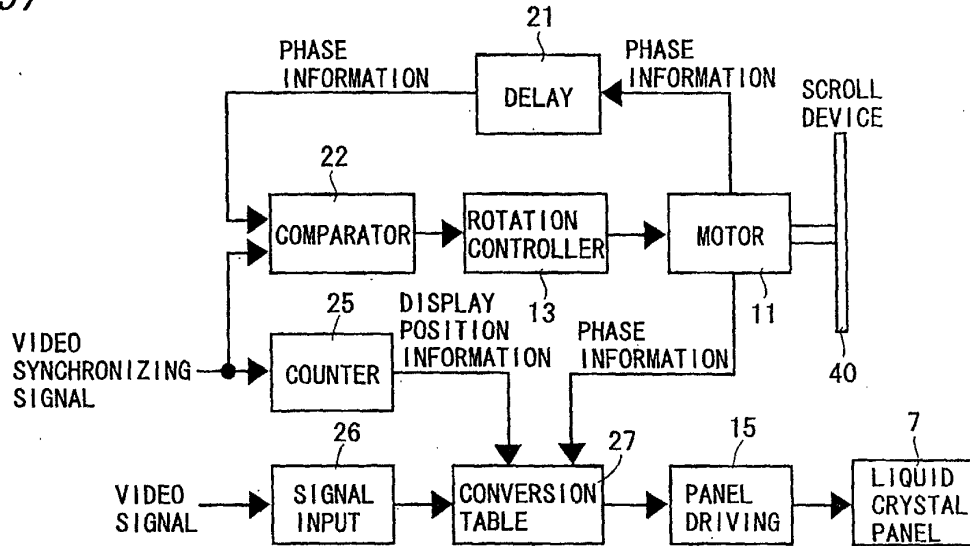 21
PHASE
INFORMATION
DELAY
PHASE
INFORMATION
SCROLL
DEVICE
22
COMPARATOR
ROTATION
CONTROLLER
13
MOTOR
11
40
VIDEO
SYNCHRONIZING
SIGNAL
25
COUNTER
DISPLAY
POSITION
INFORMATION
PHASE
INFORMATION
VIDEO
SIGNAL
26
SIGNAL
INPUT
27
CONVERSION
TABLE
15
PANEL
DRIVING
7
LIQUID
CRYSTAL
PANEL